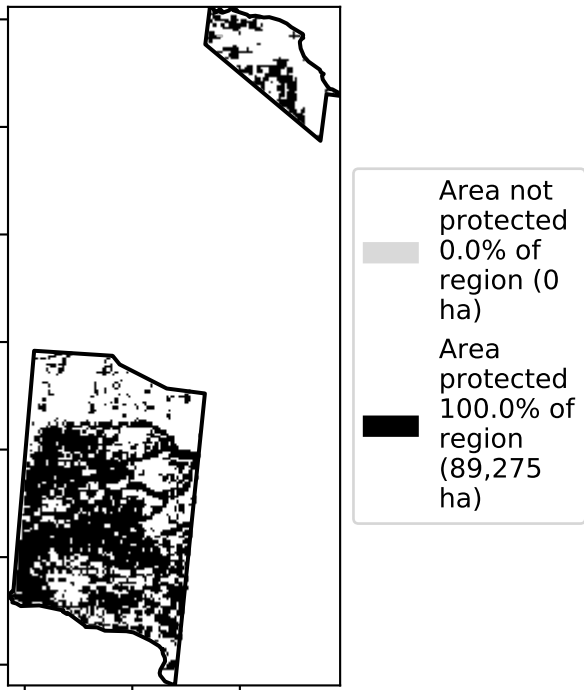 Area not
protected
0.0% of
region (0
ha)
Area
protected
100.0% of
region
(89,275
ha)